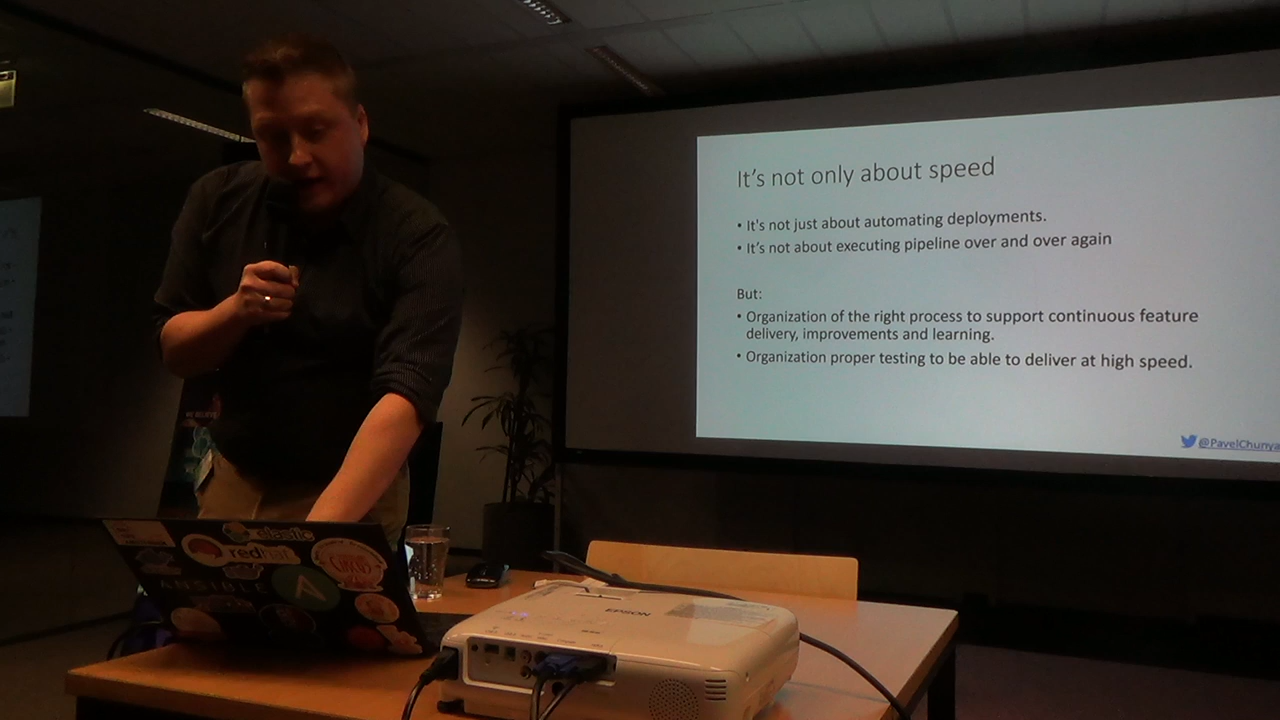 It's not only about speed
• It's not just about automating deployments.
• It's not about executing pipeline over and over again
But:
• Organization of the right process to support continuous feature
delivery, improvements and learning.
• Organization proper testing to be able to deliver at high speed.
@PavelChunya
WE BELIEVE
elastic
redhat
ANSIBLE
EPSON